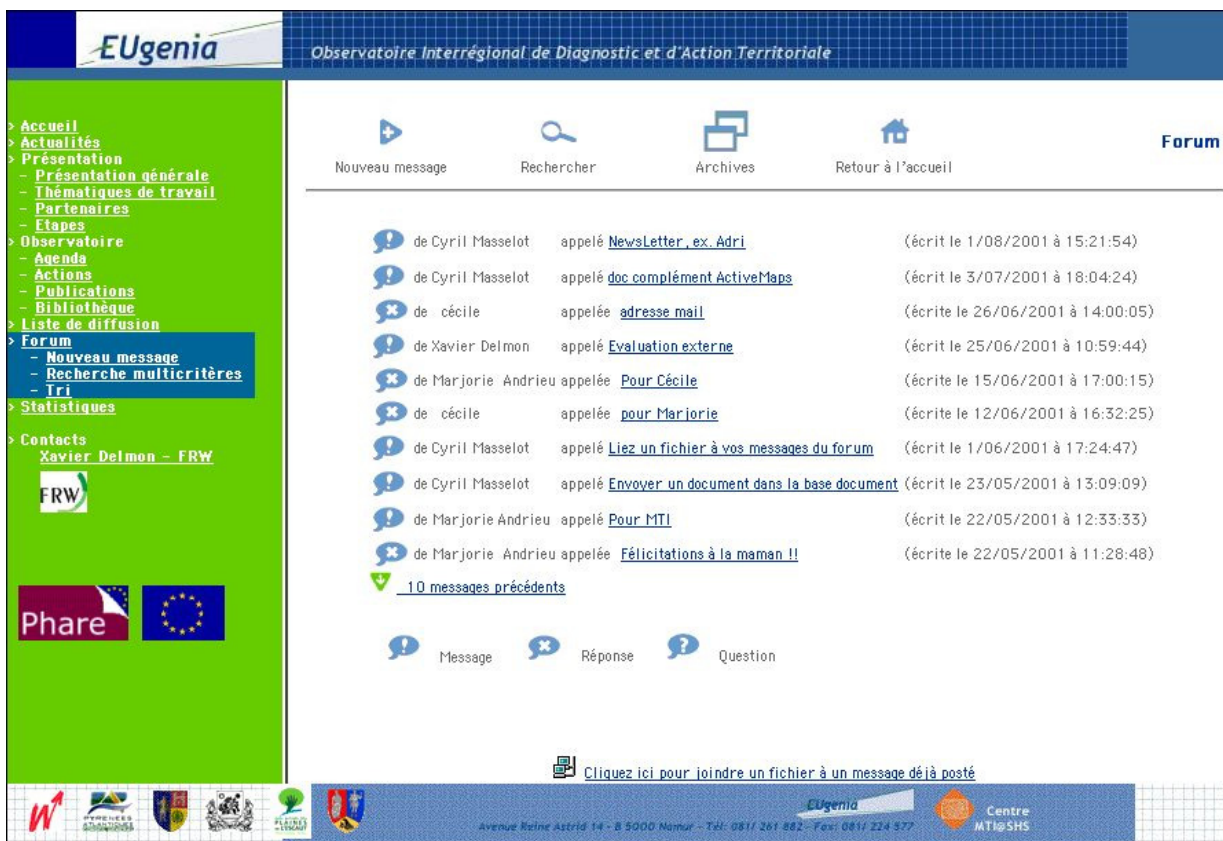 EUgenia
Observatoire Interrégional de Diagnostic et d'Action Territoriale
> Accueil
> Actualités
> Présentation
- Présentation générale
- Thématiques de travail
- Partenaires
- Etapes
> Observatoire
- Agenda
- Actions
- Publications
- Bibliothèque
> Liste de diffusion
> Forum
- Nouveau message
- Recherche multicritères
- Tri
> Statistiques
> Contacts
Xavier Delmon - FRW
FRW
Phare
Nouveau message
Rechercher
Archives
Retour à l'accueil
Forum
de Cyril Masselot appelé NewsLetter, ex. Adri (écrit le 1/08/2001 à 15:21:54)
de Cyril Masselot appelé doc complément ActiveMaps (écrit le 3/07/2001 à 18:04:24)
de cécile appelée adresse mail (écrite le 26/06/2001 à 14:00:05)
de Xavier Delmon appelé Evaluation externe (écrit le 25/06/2001 à 10:59:44)
de Marjorie Andrieu appelée Pour Cécile (écrite le 15/06/2001 à 17:00:15)
de cécile appelée pour Marjorie (écrite le 12/06/2001 à 16:32:25)
de Cyril Masselot appelé Liez un fichier à vos messages du forum (écrit le 1/06/2001 à 17:24:47)
de Cyril Masselot appelé Envoyer un document dans la base document (écrit le 23/05/2001 à 13:09:09)
de Marjorie Andrieu appelé Pour MTI (écrit le 22/05/2001 à 12:33:33)
de Marjorie Andrieu appelée Félicitations à la maman !! (écrite le 22/05/2001 à 11:28:48)
10 messages précédents
Message
Réponse
Question
Cliquez ici pour joindre un fichier à un message déjà posté
PYRENEES
ATLANTIQUES
PLAINES
L'ESCAUT
EUgenia
Avenue Reine Astrid 14 - B 5000 Namur - Tél: 081/ 261 882 - Fax: 081/ 224 577
Centre
MTI@SHS